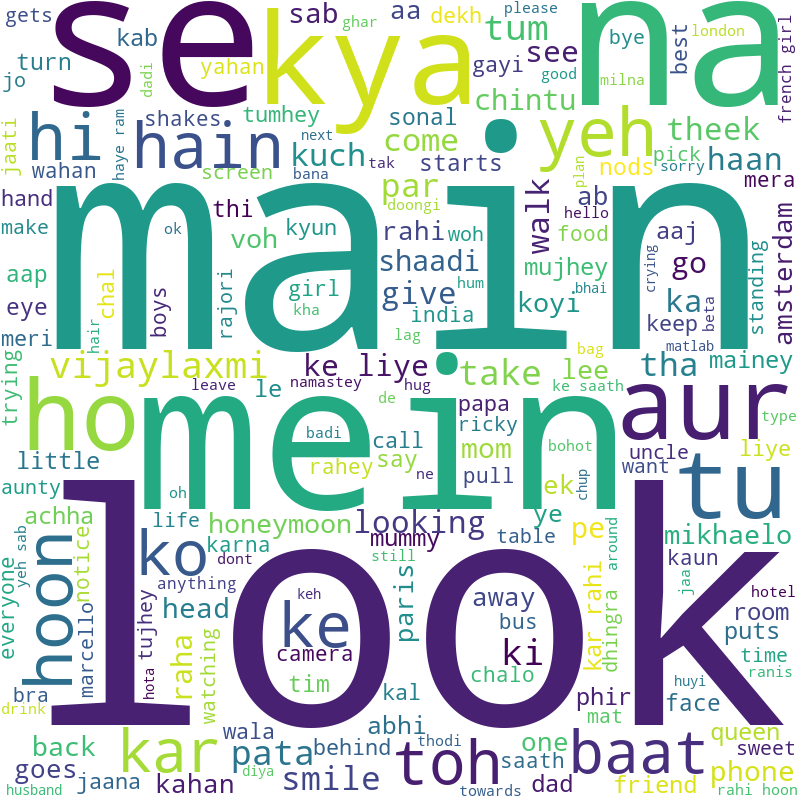 gets se kya na sab ghar aa dekh tum please london
kab bye best french girl
turn yahan gayi see good
jo dadi milna
jaati hi haye ram shakes tumhey sonal chintu yeh theek
wahan hain next kuch tak come starts plan nods pick haan
screen bana par walk sorry mera
hand thi doongi ab hello
make ok kyun voh rahi woh food aaj amsterdam
aap chal rajori shaadi mujhey crying go standing
eye boys girl hum give koyi bhai ka
meri hair kha india keep beta
main lag matlab
trying vijaylaxmi ke liye bag tha mainey
leave le namastey hug take lee ke saath
ho mein de papa aur type
badi call ricky bohot
little oh rahey say mom pull uncle liye
aunty ne ek chup want tu
achha life honeymoon looking ye pe mikhaelo
everyone yeh sab hoon notice ko karna mummy table around kaun
anything dont still jaa
look keh paris away kar rahi hotel
marcello tujhey head ke bus dhingra room
hota raha watching camera ki puts
bra tim chalo time
drink kal phir huyi ranis
mat face
wala abhi
back kar pata behind thodi toh one baat queen
goes saath sweet
jaana kahan diya smile dad friend phone
husband towards rahi hoon